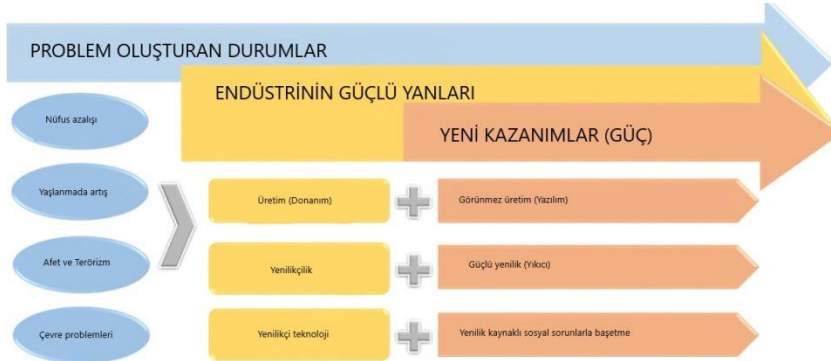 PROBLEM OLUŞTURAN DURUMLAR
ENDÜSTRİNİN GÜÇLÜ YANLARI
YENİ KAZANIMLAR (GÜÇ)
Nüfus azalışı
Yaşlanmada artış
Afet ve Terörizm
Çevre problemleri
Üretim (Donanım)
Görünmez üretim (Yazılım)
Yenilikçilik
Güçlü yenilik (Yıkıcı)
Yenilikçi teknoloji
Yenilik kaynaklı sosyal sorunlarla başetme